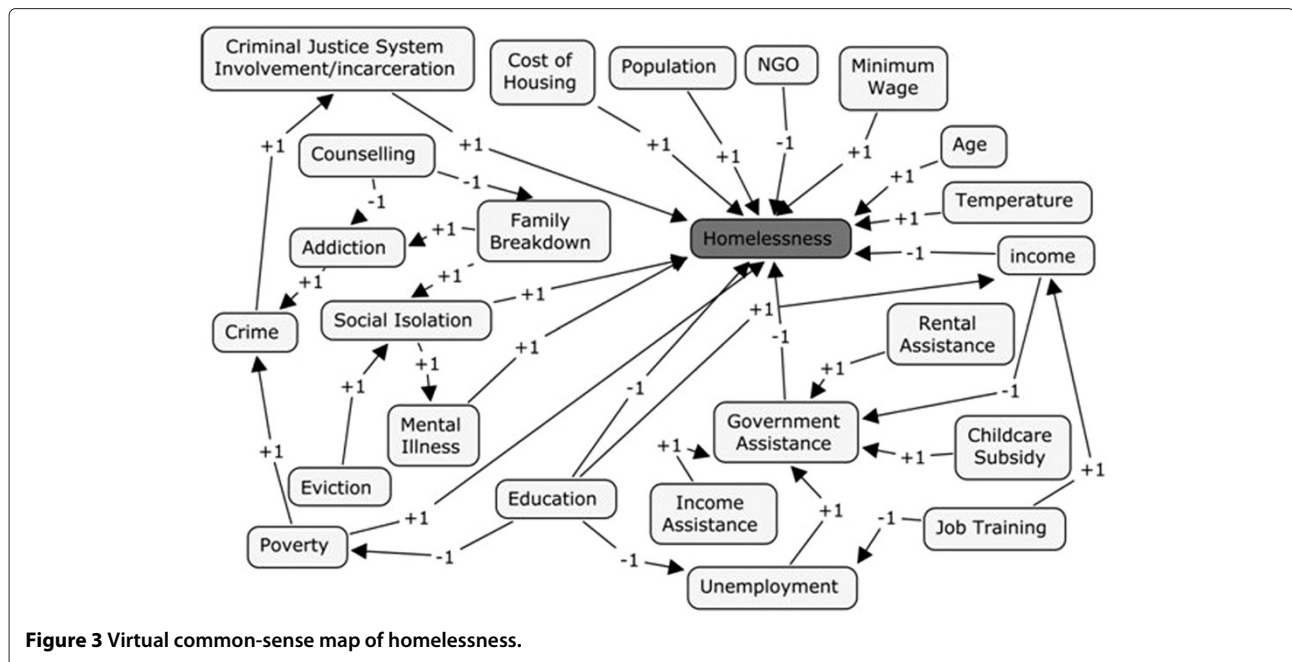 Criminal Justice System
Involvement/incarceration
Cost of
Housing
Population
NGO
Minimum
Wage
+1
Counselling
+1
+1
+1
-1
+1
Age
+1
-1
-1
Temperature
+1
Addiction
+1
Family
Breakdown
Homelessness
-1
income
+1
+1
+1
Crime
Social Isolation
+1
-1
Rental
Assistance
+1
+1
+1
+1
-1
-1
Mental
Illness
Government
Assistance
Childcare
Subsidy
+1
+1
+1
+1
Eviction
Education
Income
Assistance
+1
+1
-1
Job Training
Poverty
-1
-1
Unemployment
Figure 3 Virtual common-sense map of homelessness.